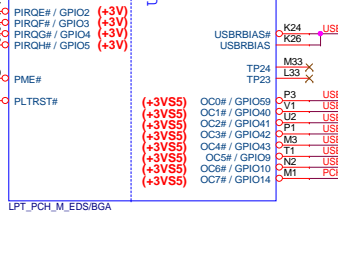 PIRQE# / GPIO2 (+3V)
PIRQF# / GPIO3 (+3V)
PIRQG# / GPIO4 (+3V)
PIRQH# / GPIO5 (+3V)
PME#
PLTRST#
USBRBIAS# K24
USBRBIAS K26
TP24 M33
TP23 L33
(+3VS5) OC0# / GPIO59 P3
(+3VS5) OC1# / GPIO40 V1
(+3VS5) OC2# / GPIO41 U2
(+3VS5) OC3# / GPIO42 P1
(+3VS5) OC4# / GPIO43 M3
(+3VS5) OC5# / GPIO9 T1
(+3VS5) OC6# / GPIO10 N2
(+3VS5) OC7# / GPIO14 M1
LPT_PCH_M_EDS/BGA